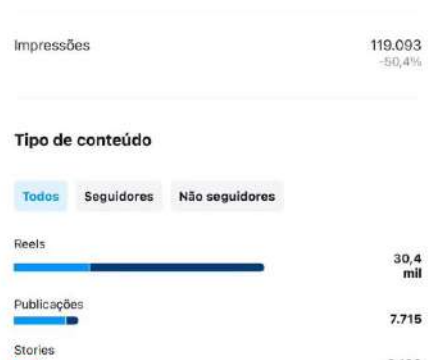 Impressões 119.093
-50,4%
Tipo de conteúdo
Todos Seguidores Não seguidores
Reels
30,4
mil
Publicações
7.715
Stories